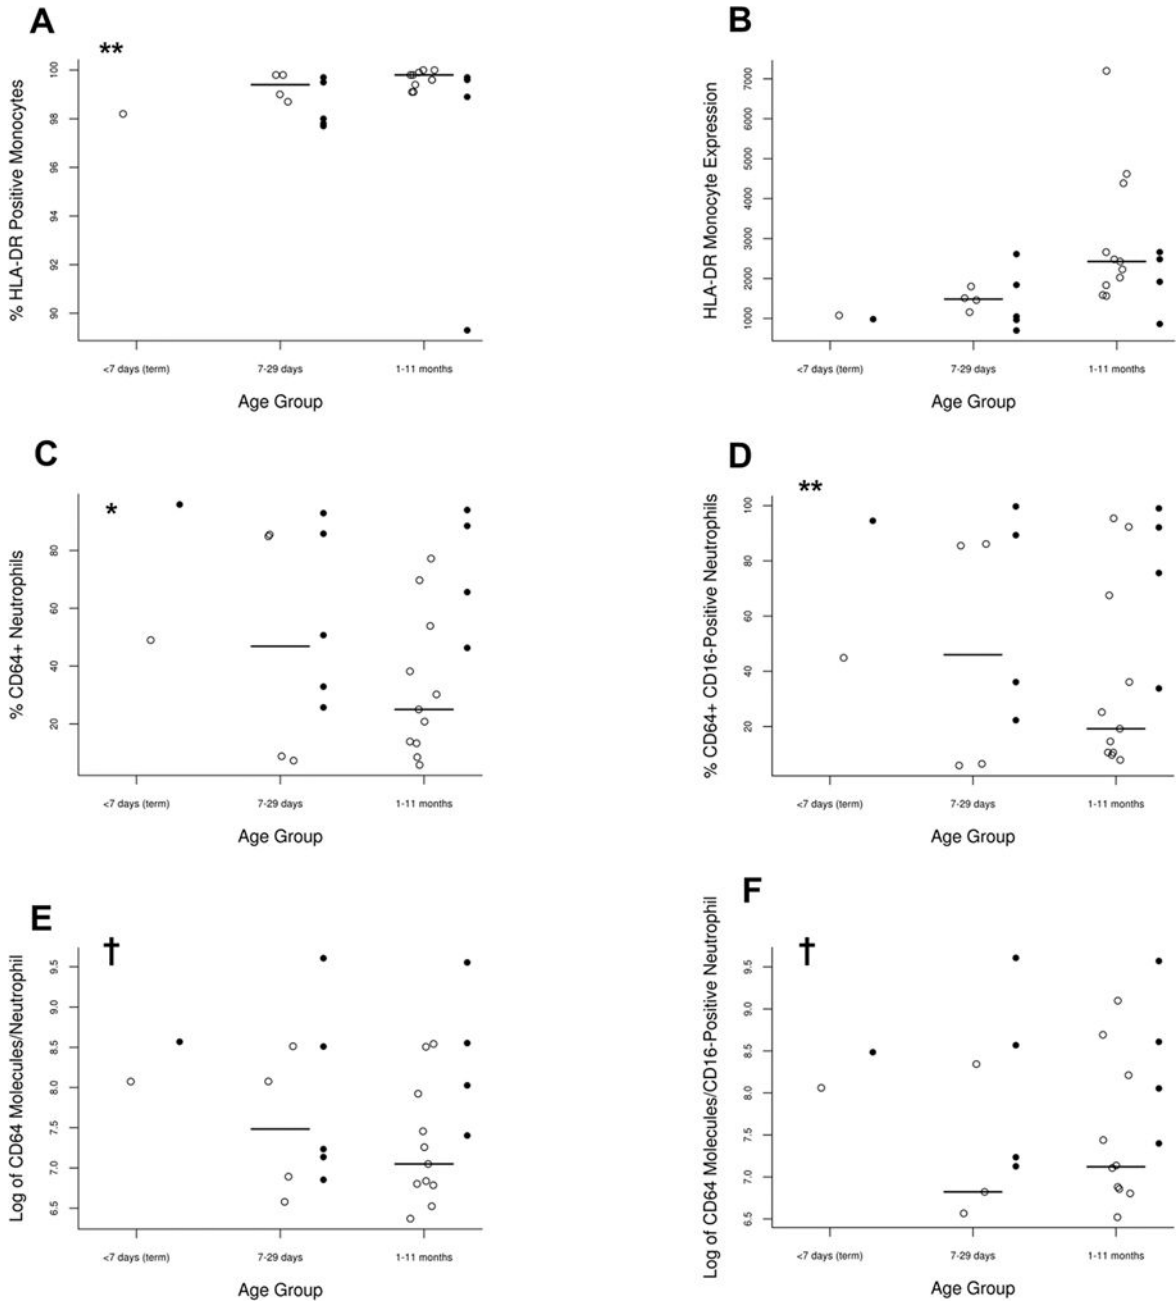 A
**
% HLA-DR Positive Monocytes
100
98
96
94
92
90
<7 days (term)
7-29 days
1-11 months
Age Group
B
HLA-DR Monocyte Expression
7000
6000
5000
4000
3000
2000
1000
<7 days (term)
7-29 days
1-11 months
Age Group
C
*
% CD64+ Neutrophils
80
60
40
20
<7 days (term)
7-29 days
1-11 months
Age Group
D
**
% CD64+ CD16-Positive Neutrophils
100
80
60
40
20
<7 days (term)
7-29 days
1-11 months
Age Group
E
†
Log of CD64 Molecules/Neutrophil
9.5
9.0
8.5
8.0
7.5
7.0
6.5
<7 days (term)
7-29 days
1-11 months
Age Group
F
†
Log of CD64 Molecules/CD16-Positive Neutrophil
9.5
9.0
8.5
8.0
7.5
7.0
6.5
<7 days (term)
7-29 days
1-11 months
Age Group